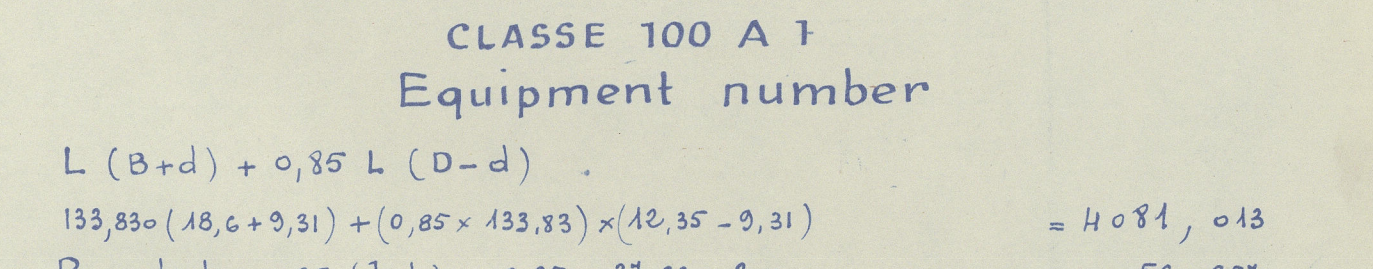 CLASSE 100 A 1
Equipment number
L (B+d) + 0,85 L (D-d)
133,830 (18,6 + 9,31) + (0,85 x 133,83) x (12,35 - 9,31) = 4081,013